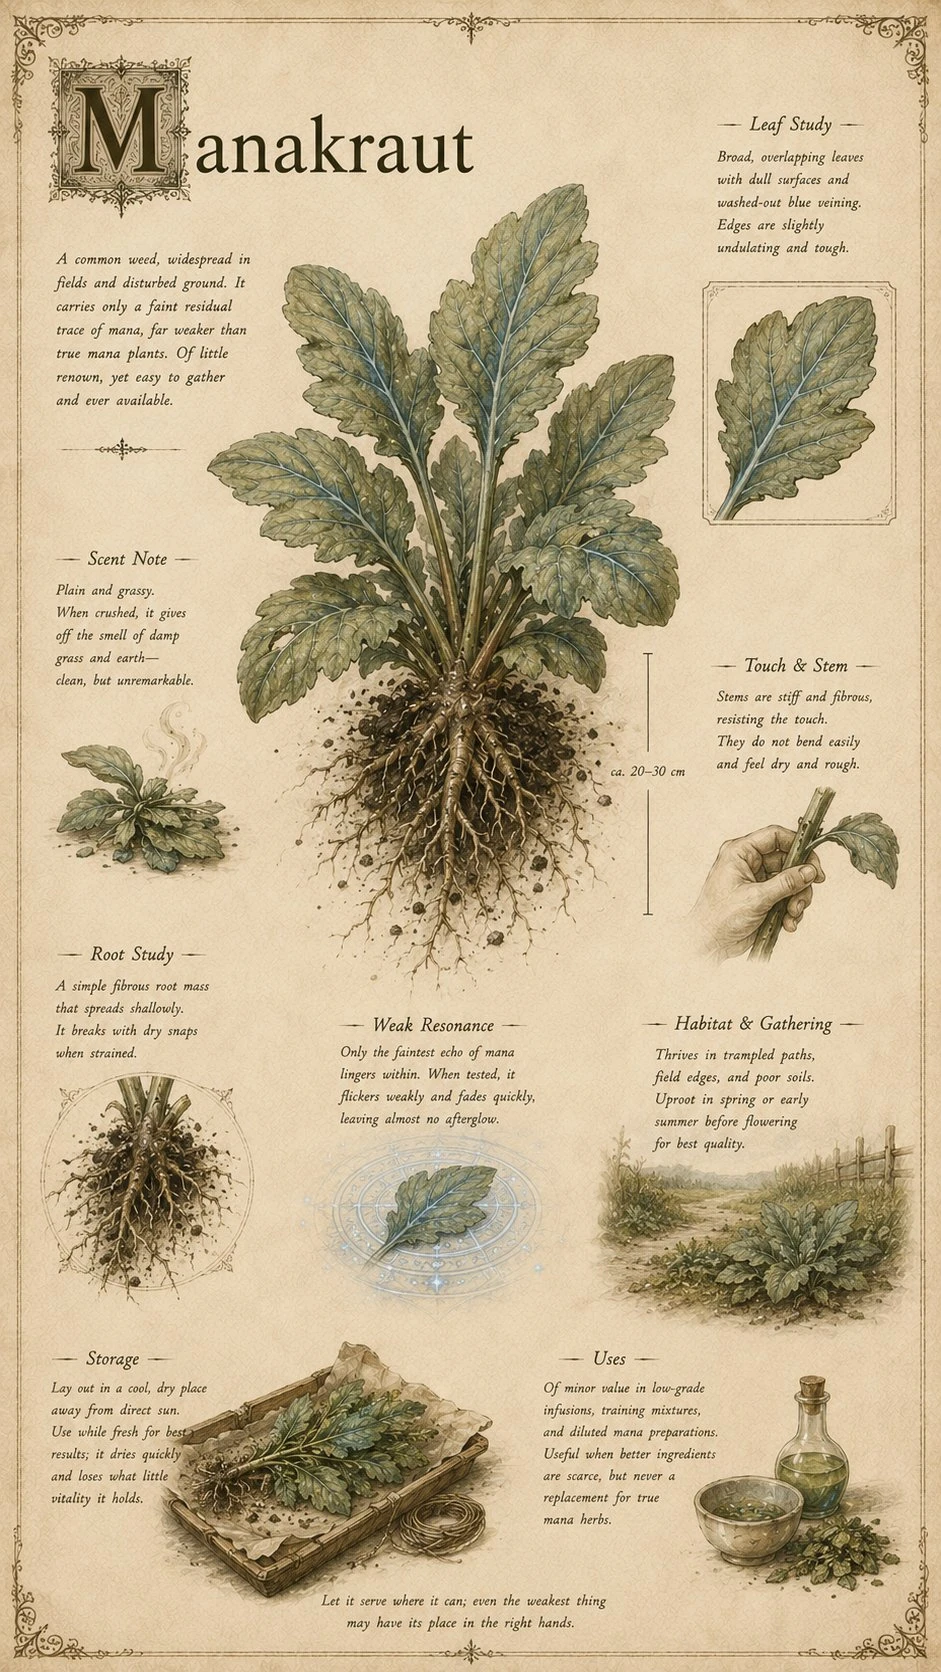 Manakraut
A common weed, widespread in
fields and disturbed ground. It
carries only a faint residual
trace of mana, far weaker than
true mana plants. Of little
renown, yet easy to gather
and ever available.
Leaf Study
Broad, overlapping leaves
with dull surfaces and
washed-out blue veining.
Edges are slightly
undulating and tough.
Scent Note
Plain and grassy.
When crushed, it gives
off the smell of damp
grass and earth—
clean, but unremarkable.
Touch & Stem
Stems are stiff and fibrous,
resisting the touch.
They do not bend easily
and feel dry and rough.
ca. 20–30 cm
Root Study
A simple fibrous root mass
that spreads shallowly.
It breaks with dry snaps
when strained.
Weak Resonance
Only the faintest echo of mana
lingers within. When tested, it
flickers weakly and fades quickly,
leaving almost no afterglow.
Habitat & Gathering
Thrives in trampled paths,
field edges, and poor soils.
Uproot in spring or early
summer before flowering
for best quality.
Storage
Lay out in a cool, dry place
away from direct sun.
Use while fresh for best
results; it dries quickly
and loses what little
vitality it holds.
Uses
Of minor value in low-grade
infusions, training mixtures,
and diluted mana preparations.
Useful when better ingredients
are scarce, but never a
replacement for true
mana herbs.
Let it serve where it can; even the weakest thing
may have its place in the right hands.